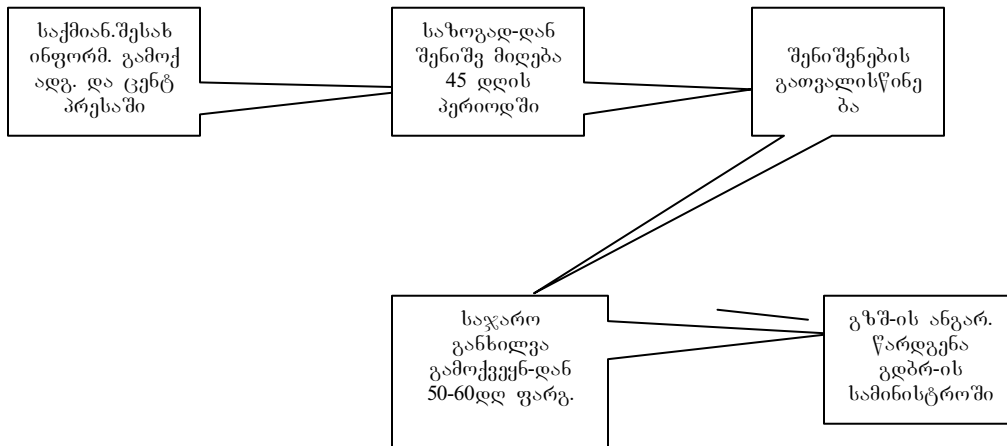 საქმიან.შესახ
ინფორმ. გამოქ
ადგ. და ცენტ
პრესაში
საზოგად-დან
შენიშვ მიღება
45 დღის
პერიოდში
შენიშვნების
გათვალისწინე
ბა
საჯარო
განხილვა
გამოქვეყნ-დან
50-60დღ ფარგ.
გზშ-ის ანგარ.
წარდგენა
გდბრ-ის
სამინისტროში